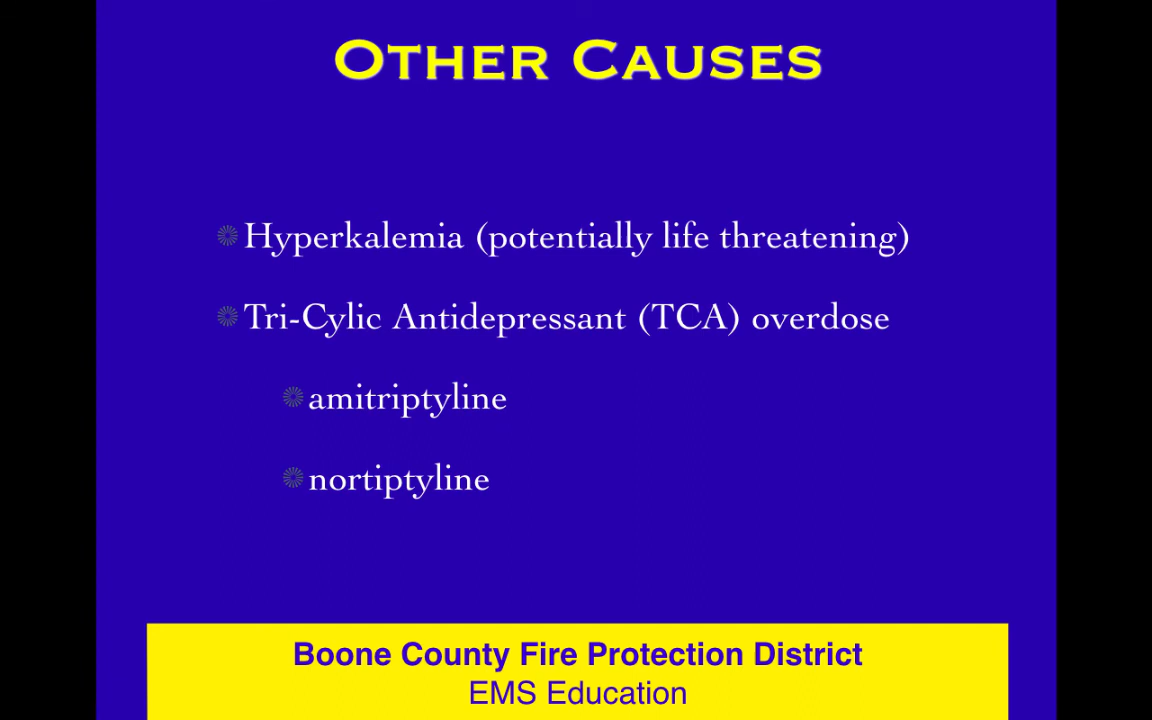 Other Causes
Hyperkalemia (potentially life threatening)
Tri-Cylic Antidepressant (TCA) overdose
amitriptyline
nortiptyline
Boone County Fire Protection District
EMS Education